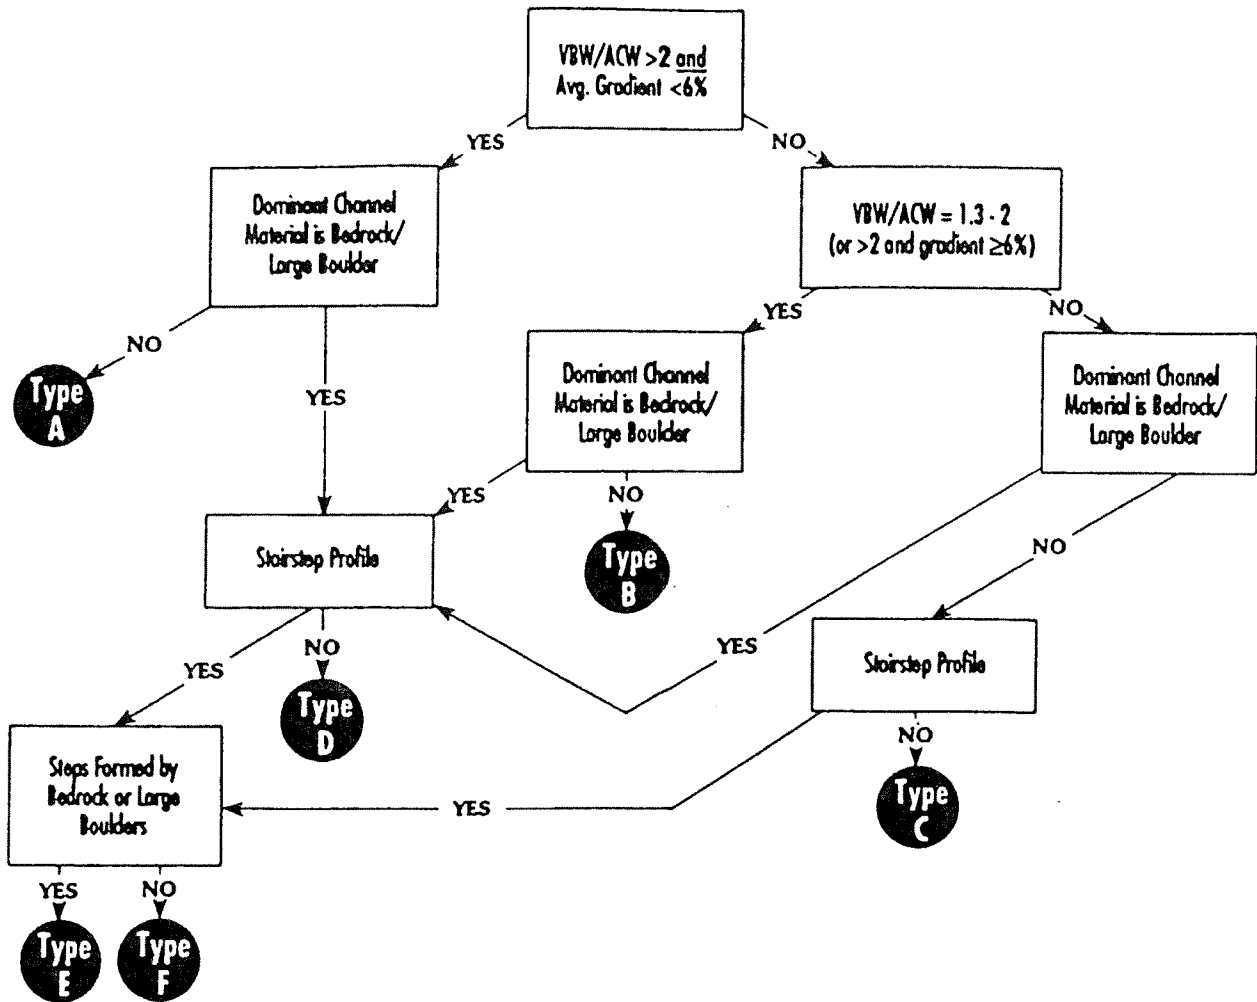 VBW/ACW >2 and
Avg. Gradient <6%
YES
NO
Dominant Channel
Material is Bedrock/
Large Boulder
VBW/ACW = 1.3 - 2
(or >2 and gradient ≥6%)
NO
YES
YES
NO
Type
A
Dominant Channel
Material is Bedrock/
Large Boulder
Dominant Channel
Material is Bedrock/
Large Boulder
YES
NO
NO
Stairstep Profile
Type
B
YES
NO
YES
Stairstep Profile
Type
D
NO
Steps Formed by
Bedrock or Large
Boulders
YES
Type
C
YES
NO
Type
E
Type
F